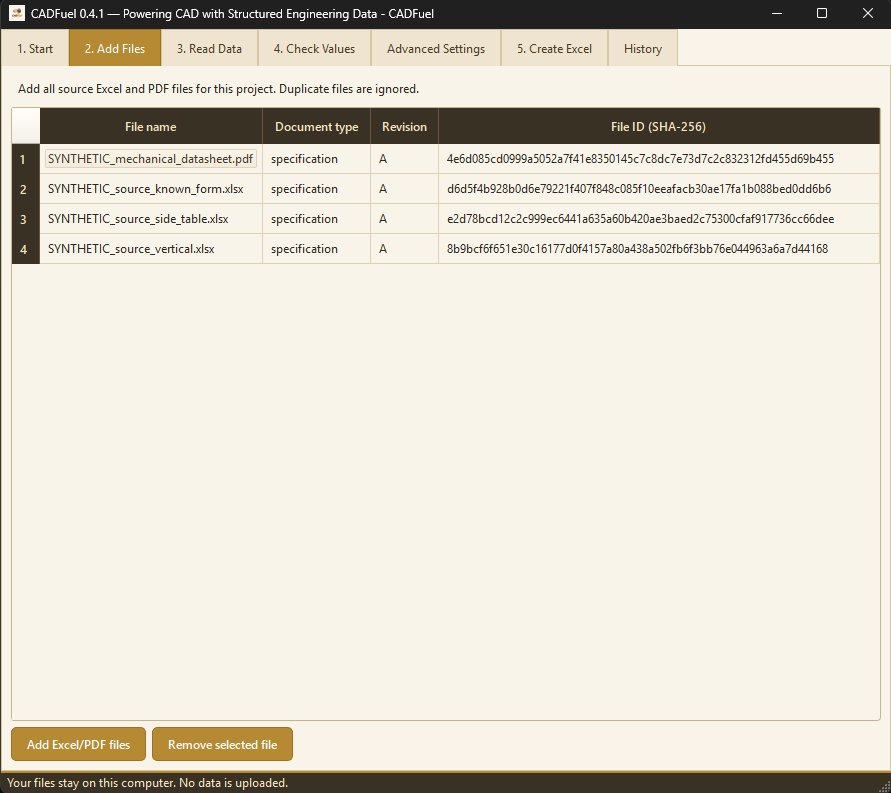 CADFuel 0.4.1 — Powering CAD with Structured Engineering Data - CADFuel
1. Start 2. Add Files 3. Read Data 4. Check Values Advanced Settings 5. Create Excel History
Add all source Excel and PDF files for this project. Duplicate files are ignored.
File name Document type Revision File ID (SHA-256)
1 SYNTHETIC_mechanical_datasheet.pdf specification A 4e6d085cd0999a5052a7f41e8350145c7c8dc7e73d7c2c832312fd455d69b455
2 SYNTHETIC_source_known_form.xlsx specification A d6d5f4b928b0d6e79221f407f848c085f10eeafacb30ae17fa1b088bed0dd6b6
3 SYNTHETIC_source_side_table.xlsx specification A e2d78bcd12c2c999ec6441a635a60b420ae3baed2c75300cfaf917736cc66dee
4 SYNTHETIC_source_vertical.xlsx specification A 8b9bcf6f651e30c16177d0f4157a80a438a502fb6f3bb76e044963a6a7d44168
Add Excel/PDF files Remove selected file
Your files stay on this computer. No data is uploaded.